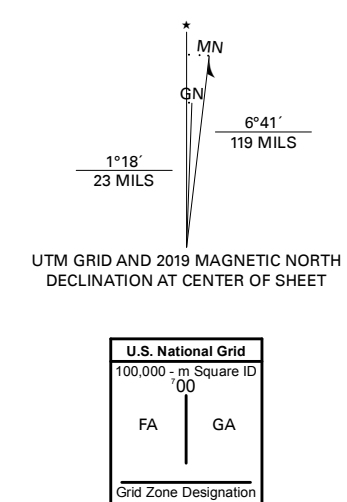 ★
MN
GN
6°41´
119 MILS
1°18´
23 MILS
UTM GRID AND 2019 MAGNETIC NORTH
DECLINATION AT CENTER OF SHEET
U.S. National Grid
100,000 - m Square ID
⁷00
FA GA
Grid Zone Designation